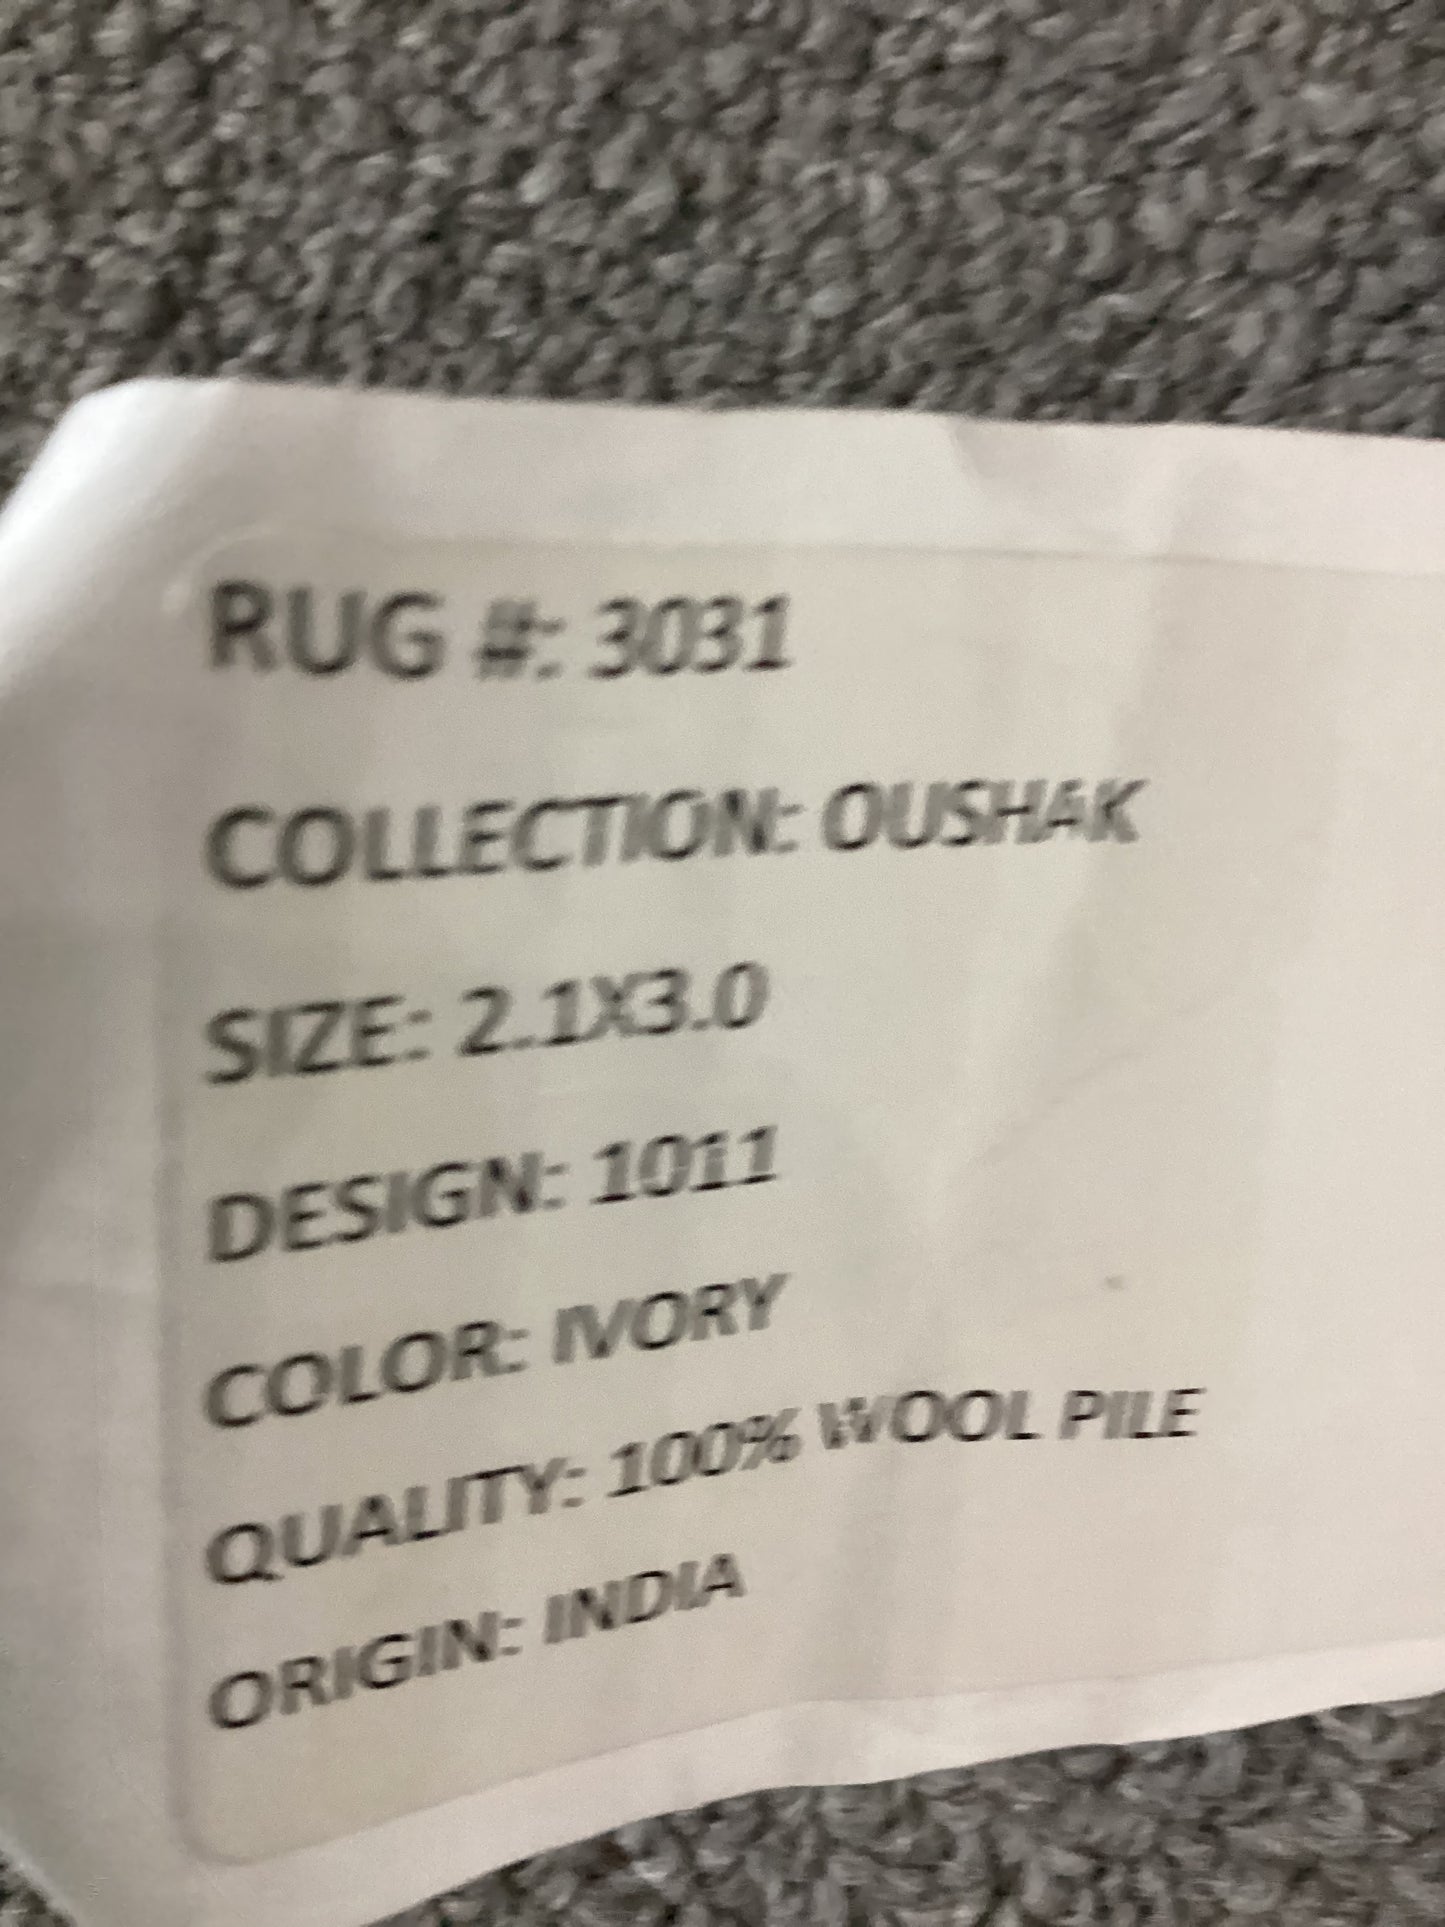 RUG #: 3031
COLLECTION: OUSHAK
SIZE: 2.1X3.0
DESIGN: 1011
COLOR: IVORY
QUALITY: 100% WOOL PILE
ORIGIN: INDIA